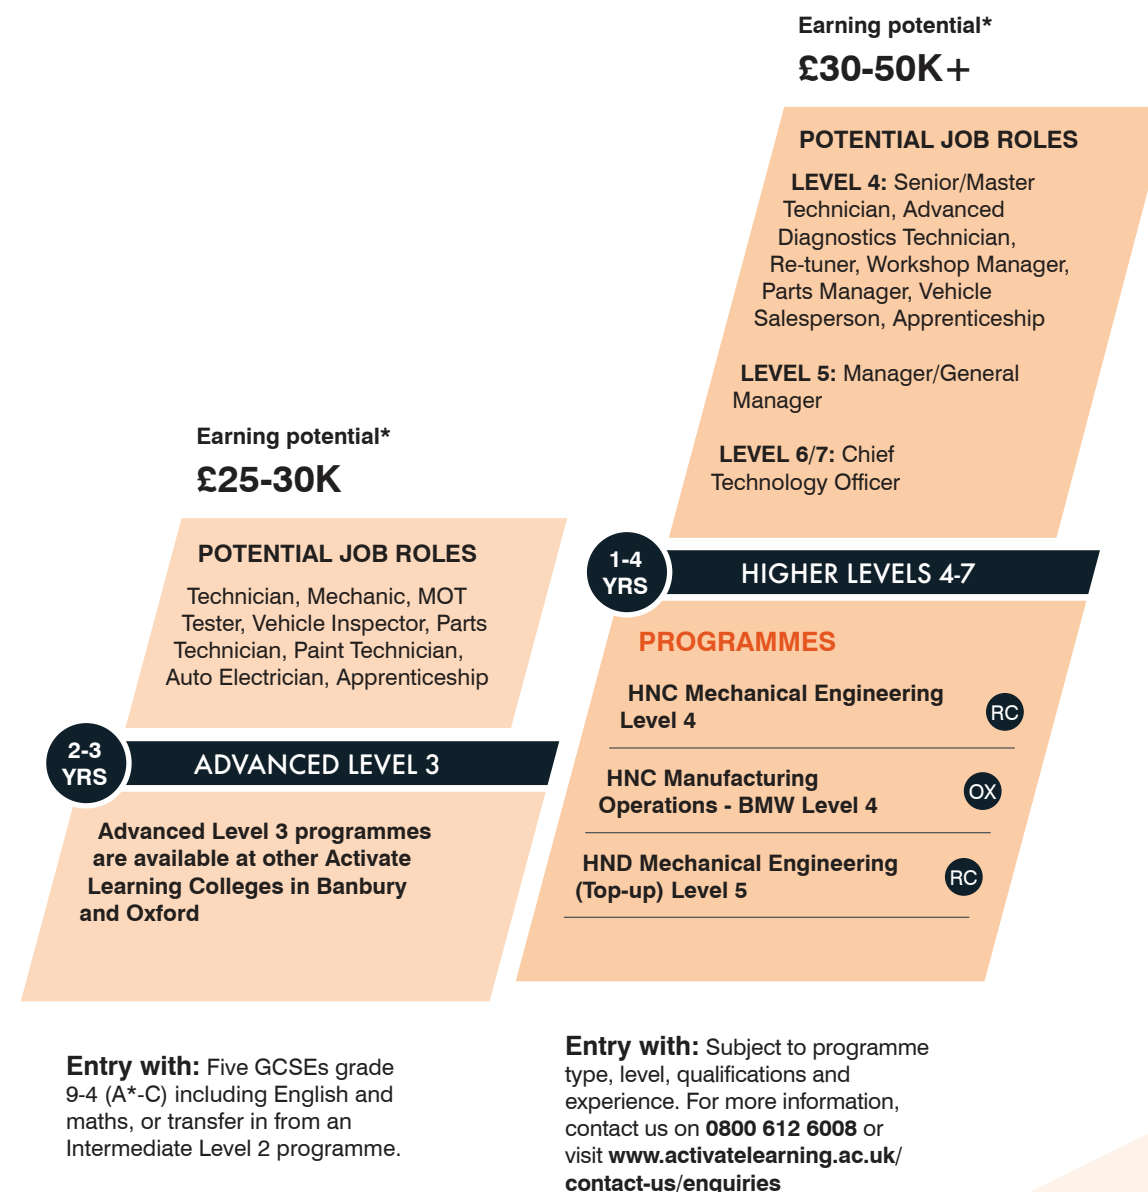 Earning potential*
£25-30K
POTENTIAL JOB ROLES
Technician, Mechanic, MOT
Tester, Vehicle Inspector, Parts
Technician, Paint Technician,
Auto Electrician, Apprenticeship
2-3
YRS
ADVANCED LEVEL 3
Advanced Level 3 programmes
are available at other Activate
Learning Colleges in Banbury
and Oxford
Entry with: Five GCSEs grade
9-4 (A*-C) including English and
maths, or transfer in from an
Intermediate Level 2 programme.
Earning potential*
£30-50K+
POTENTIAL JOB ROLES
LEVEL 4: Senior/Master
Technician, Advanced
Diagnostics Technician,
Re-tuner, Workshop Manager,
Parts Manager, Vehicle
Salesperson, Apprenticeship
LEVEL 5: Manager/General
Manager
LEVEL 6/7: Chief
Technology Officer
1-4
YRS
HIGHER LEVELS 4-7
PROGRAMMES
HNC Mechanical Engineering
Level 4
RC
HNC Manufacturing
Operations - BMW Level 4
OX
HND Mechanical Engineering
(Top-up) Level 5
RC
Entry with: Subject to programme
type, level, qualifications and
experience. For more information,
contact us on 0800 612 6008 or
visit www.activatelearning.ac.uk/
contact-us/enquiries